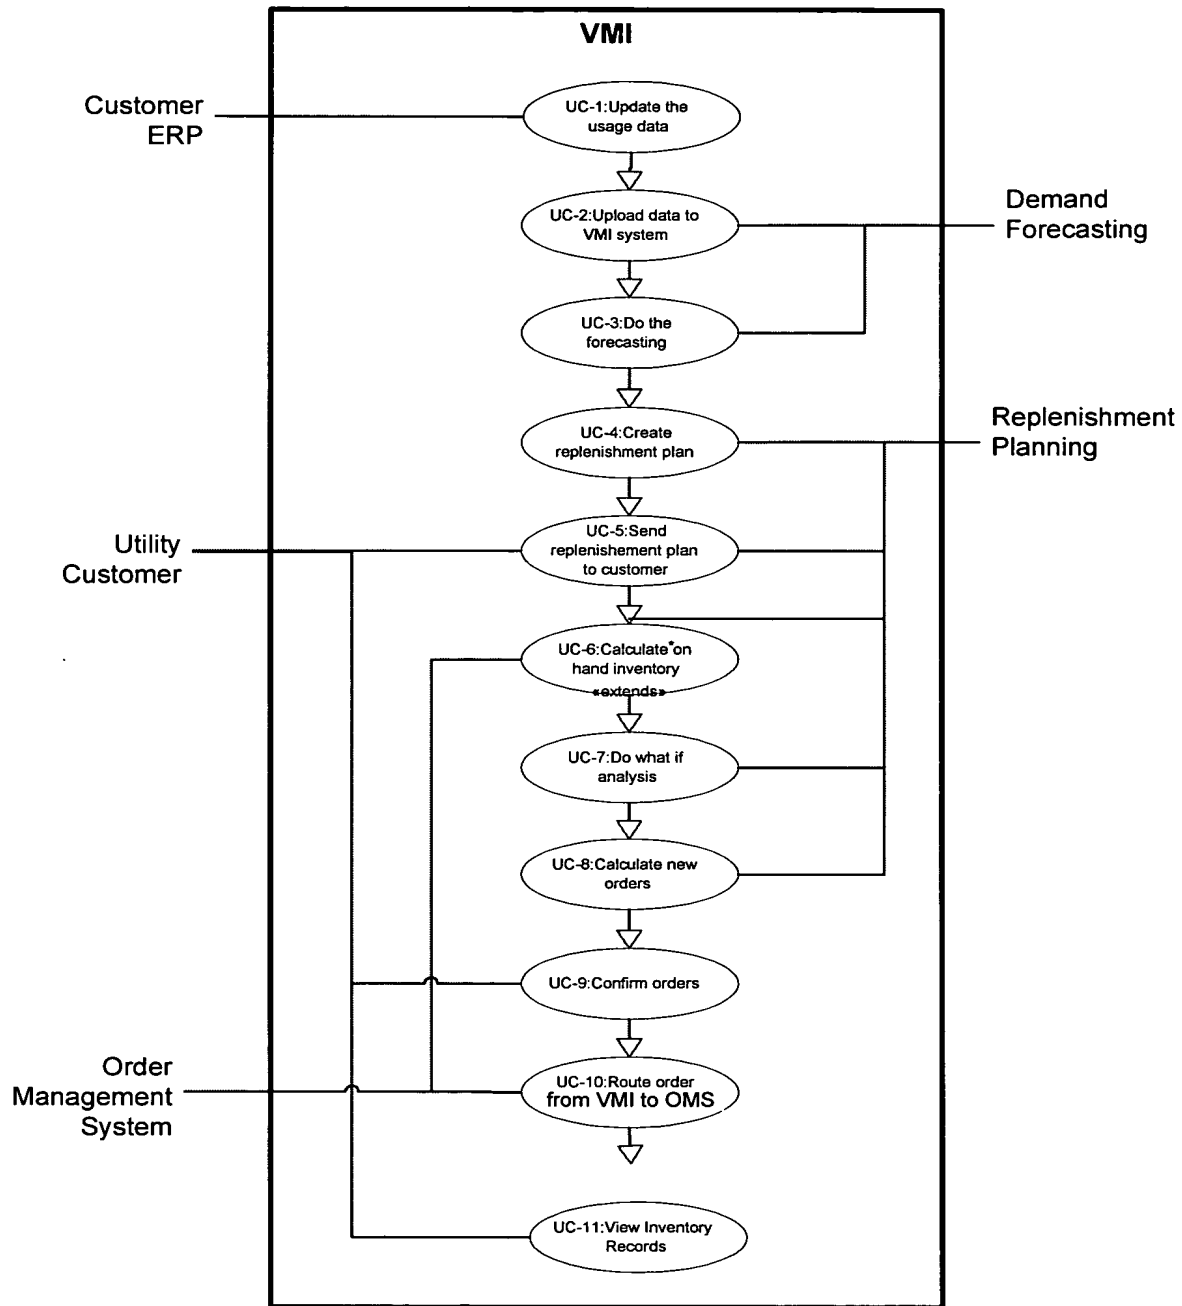 VMI
Customer
ERP
UC-1:Update the
usage data
UC-2:Upload data to
VMI system
Demand
Forecasting
UC-3:Do the
forecasting
UC-4:Create
replenishment plan
Replenishment
Planning
UC-5:Send
replenishement plan
to customer
Utility
Customer
UC-6:Calculate*on
hand inventory
«extends»
UC-7:Do what if
analysis
UC-8:Calculate new
orders
UC-9:Confirm orders
Order
Management
System
UC-10:Route order
from VMI to OMS
UC-11:View Inventory
Records